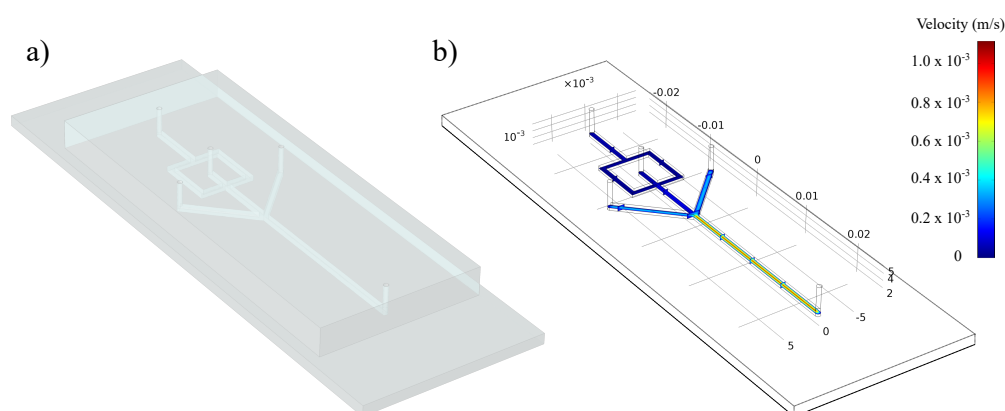 a)
b)
Velocity (m/s)
1.0 x 10⁻³
0.8 x 10⁻³
0.6 x 10⁻³
0.4 x 10⁻³
0.2 x 10⁻³
0
×10⁻³
10⁻³
-0.02
-0.01
0
0.01
0.02
5
4
2
-5
0
5